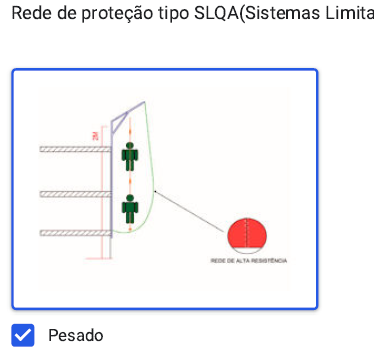 Rede de proteção tipo SLQA(Sistemas Limita
2M
REDE DE ALTA RESISTÊNCIA
Pesado